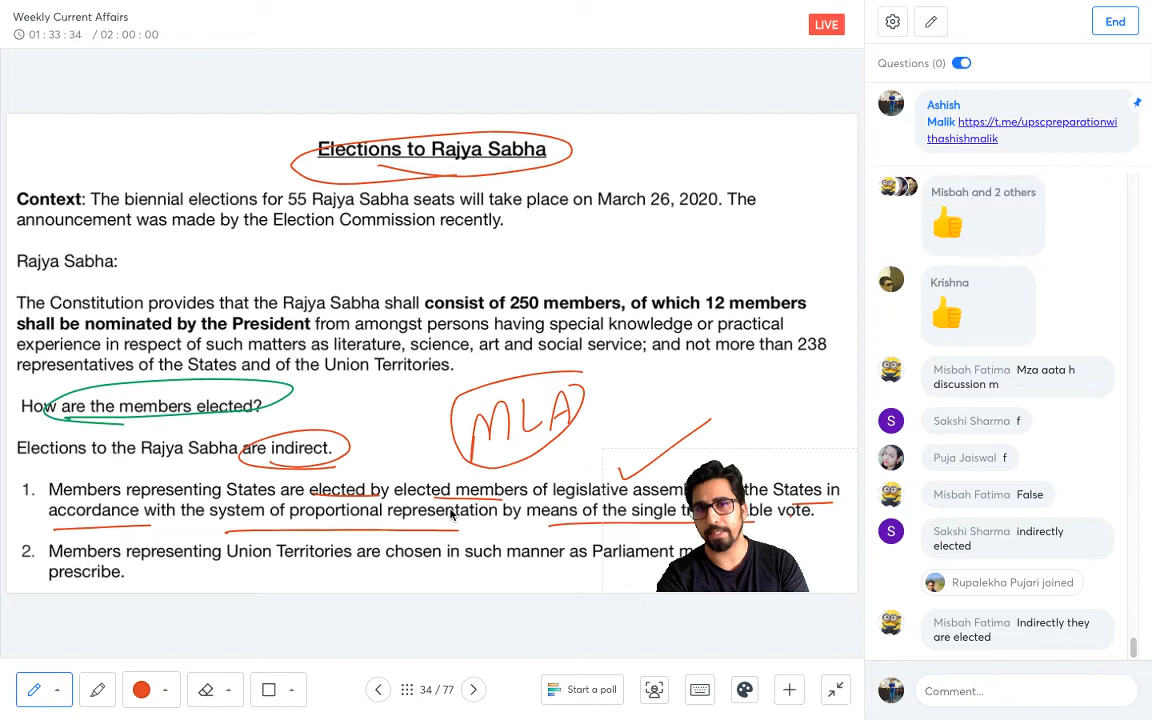 Weekly Current Affairs
01 : 33 : 34 / 02 : 00 : 00
LIVE
End
Questions (0)
Elections to Rajya Sabha
Context: The biennial elections for 55 Rajya Sabha seats will take place on March 26, 2020. The
announcement was made by the Election Commission recently.
Rajya Sabha:
The Constitution provides that the Rajya Sabha shall consist of 250 members, of which 12 members
shall be nominated by the President from amongst persons having special knowledge or practical
experience in respect of such matters as literature, science, art and social service; and not more than 238
representatives of the States and of the Union Territories.
How are the members elected?
MLA
Elections to the Rajya Sabha are indirect.
1. Members representing States are elected by elected members of legislative the States in
accordance with the system of proportional representation by means of the single vote.
2. Members representing Union Territories are chosen in such manner as Parliament
prescribe.
Ashish
Malik https://t.me/upscpreparationwi
thashishmalik
Misbah and 2 others
Krishna
Misbah Fatima Mza aata h
discussion m
Sakshi Sharma f
Puja Jaiswal f
Misbah Fatima False
Sakshi Sharma indirectly
elected
Rupalekha Pujari joined
Misbah Fatima Indirectly they
are elected
34 / 77
Start a poll
Comment...